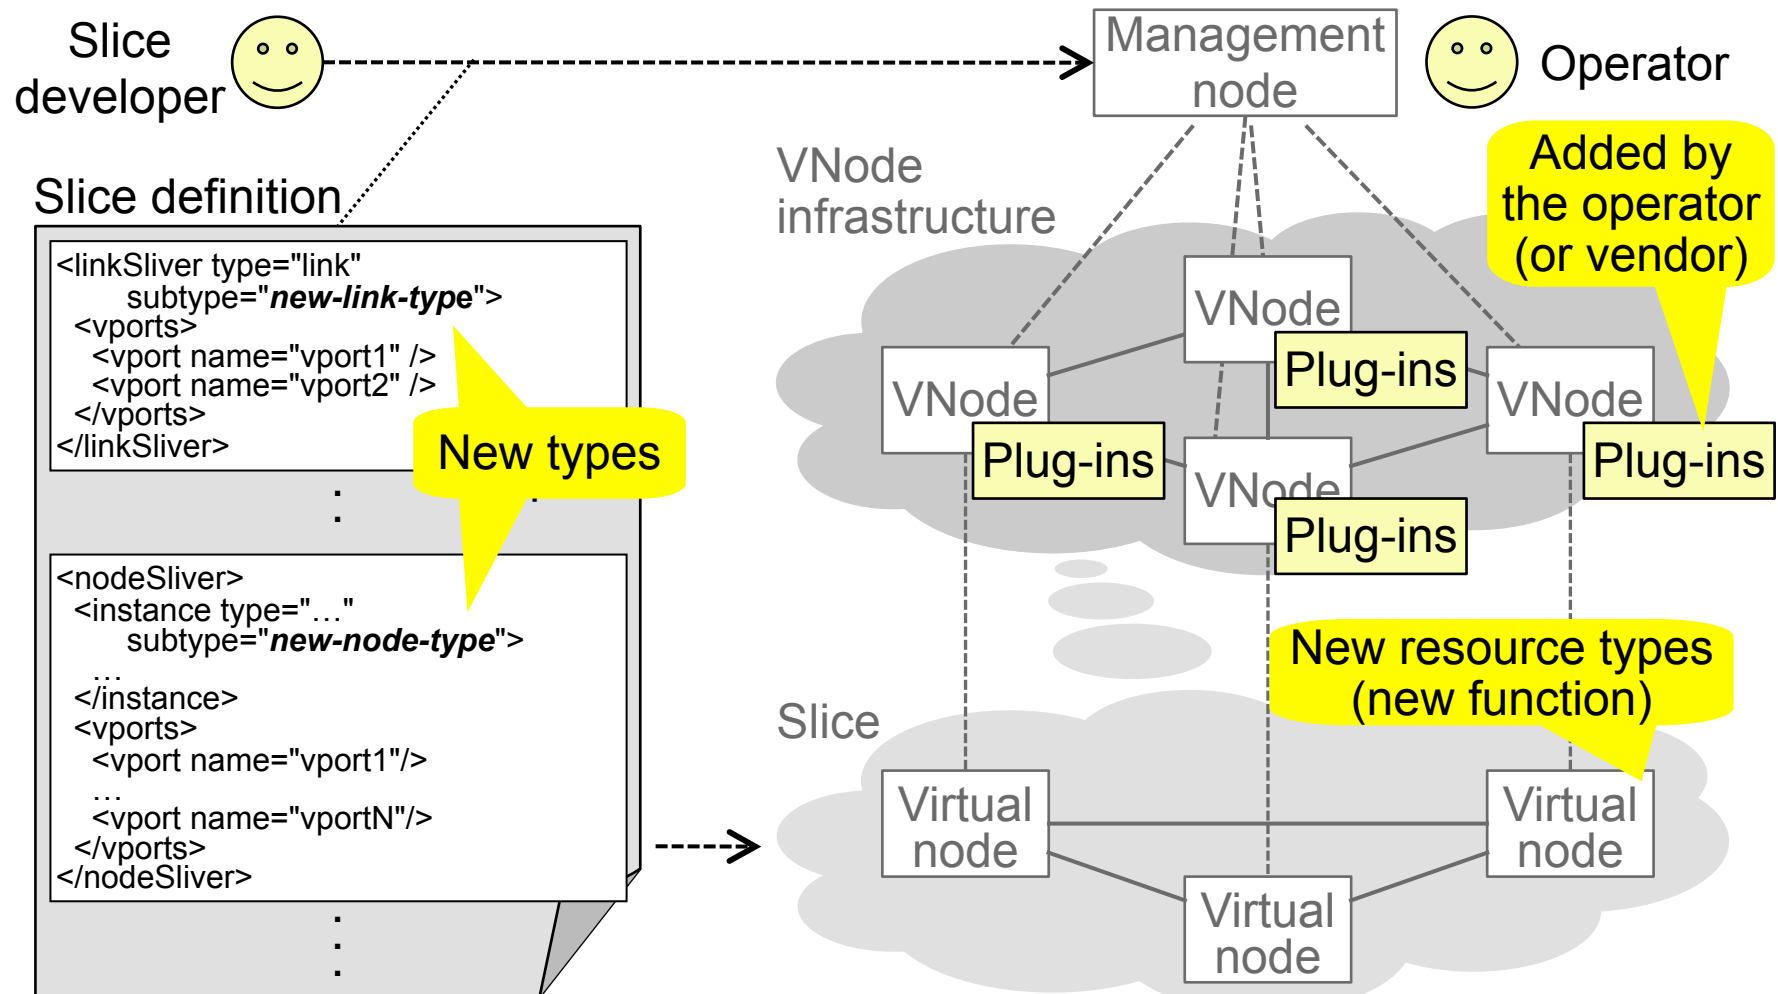 Slice
developer
Management
node
Operator
Added by
the operator
(or vendor)
VNode
infrastructure
Slice definition
<linkSliver type="link"
subtype="new-link-type">
<vports>
<vport name="vport1" />
<vport name="vport2" />
</vports>
</linkSliver>
New types
.
.
<nodeSliver>
<instance type="…"
subtype="new-node-type">
…
</instance>
<vports>
<vport name="vport1"/>
…
<vport name="vportN"/>
</vports>
</nodeSliver>
.
.
.
VNode
Plug-ins
VNode
Plug-ins
VNode
Plug-ins
VNode
Plug-ins
New resource types
(new function)
Slice
Virtual
node
Virtual
node
Virtual
node